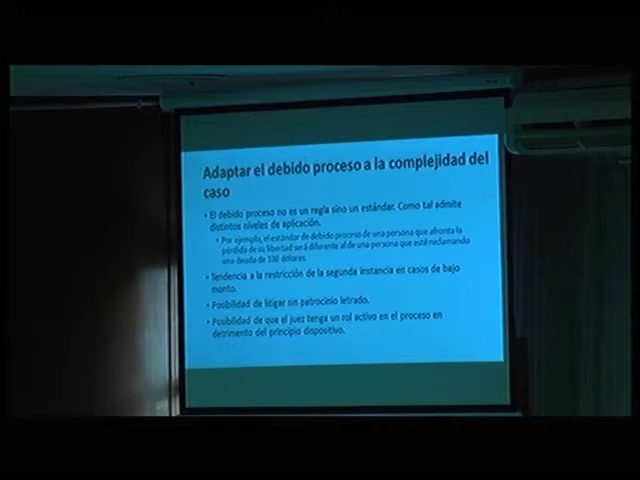 Adaptar el debido proceso a la complejidad del
caso
• El debido proceso no es un regla sino un estándar. Como tal admite
distintos niveles de aplicación.
• Por ejemplo, el estándar de debido proceso de una persona que afronta la
pérdida de su libertad será diferente al de una persona que esté reclamando
una deuda de 100 dólares.
• Tendencia a la restricción de la segunda instancia en casos de bajo
monto.
• Posibilidad de litigar sin patrocinio letrado.
• Posibilidad de que el juez tenga un rol activo en el proceso en
detrimento del principio dispositivo.